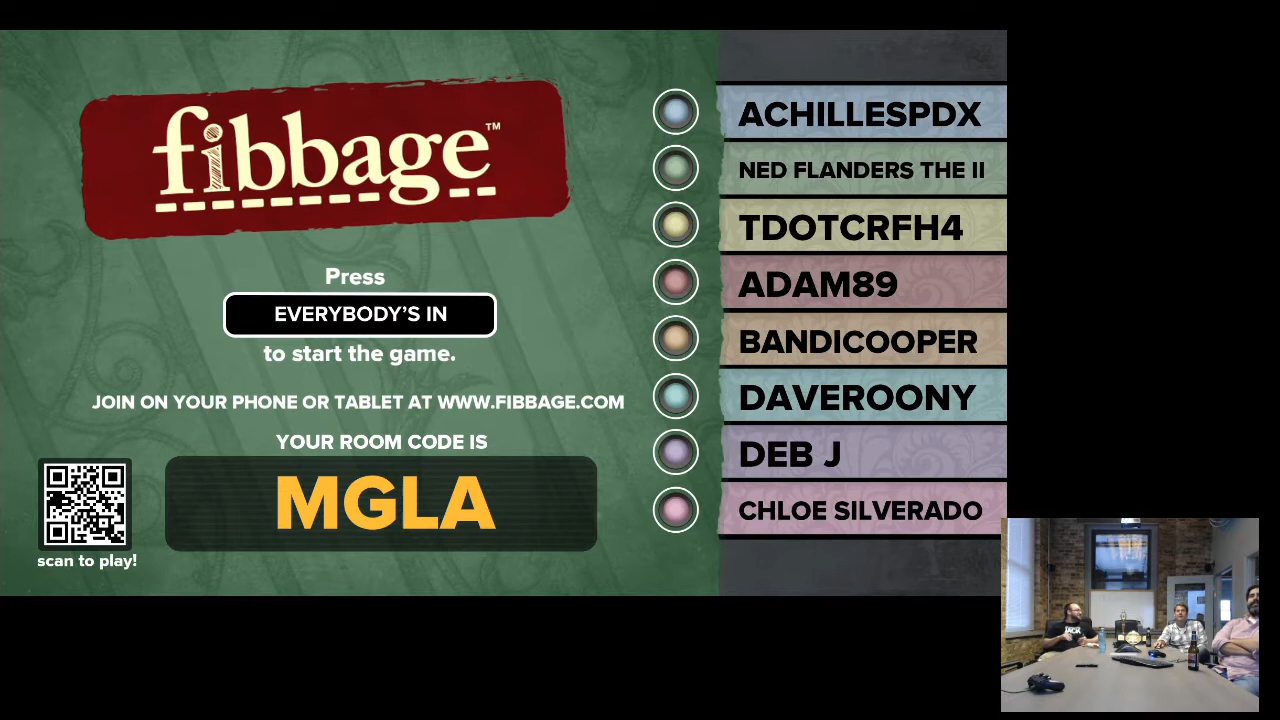 fibbage™
Press
EVERYBODY'S IN
to start the game.
JOIN ON YOUR PHONE OR TABLET AT WWW.FIBBAGE.COM
YOUR ROOM CODE IS
MGLA
scan to play!
ACHILLESPDX
NED FLANDERS THE II
TDOTCRFH4
ADAM89
BANDICOOPER
DAVEROONY
DEB J
CHLOE SILVERADO
JACK